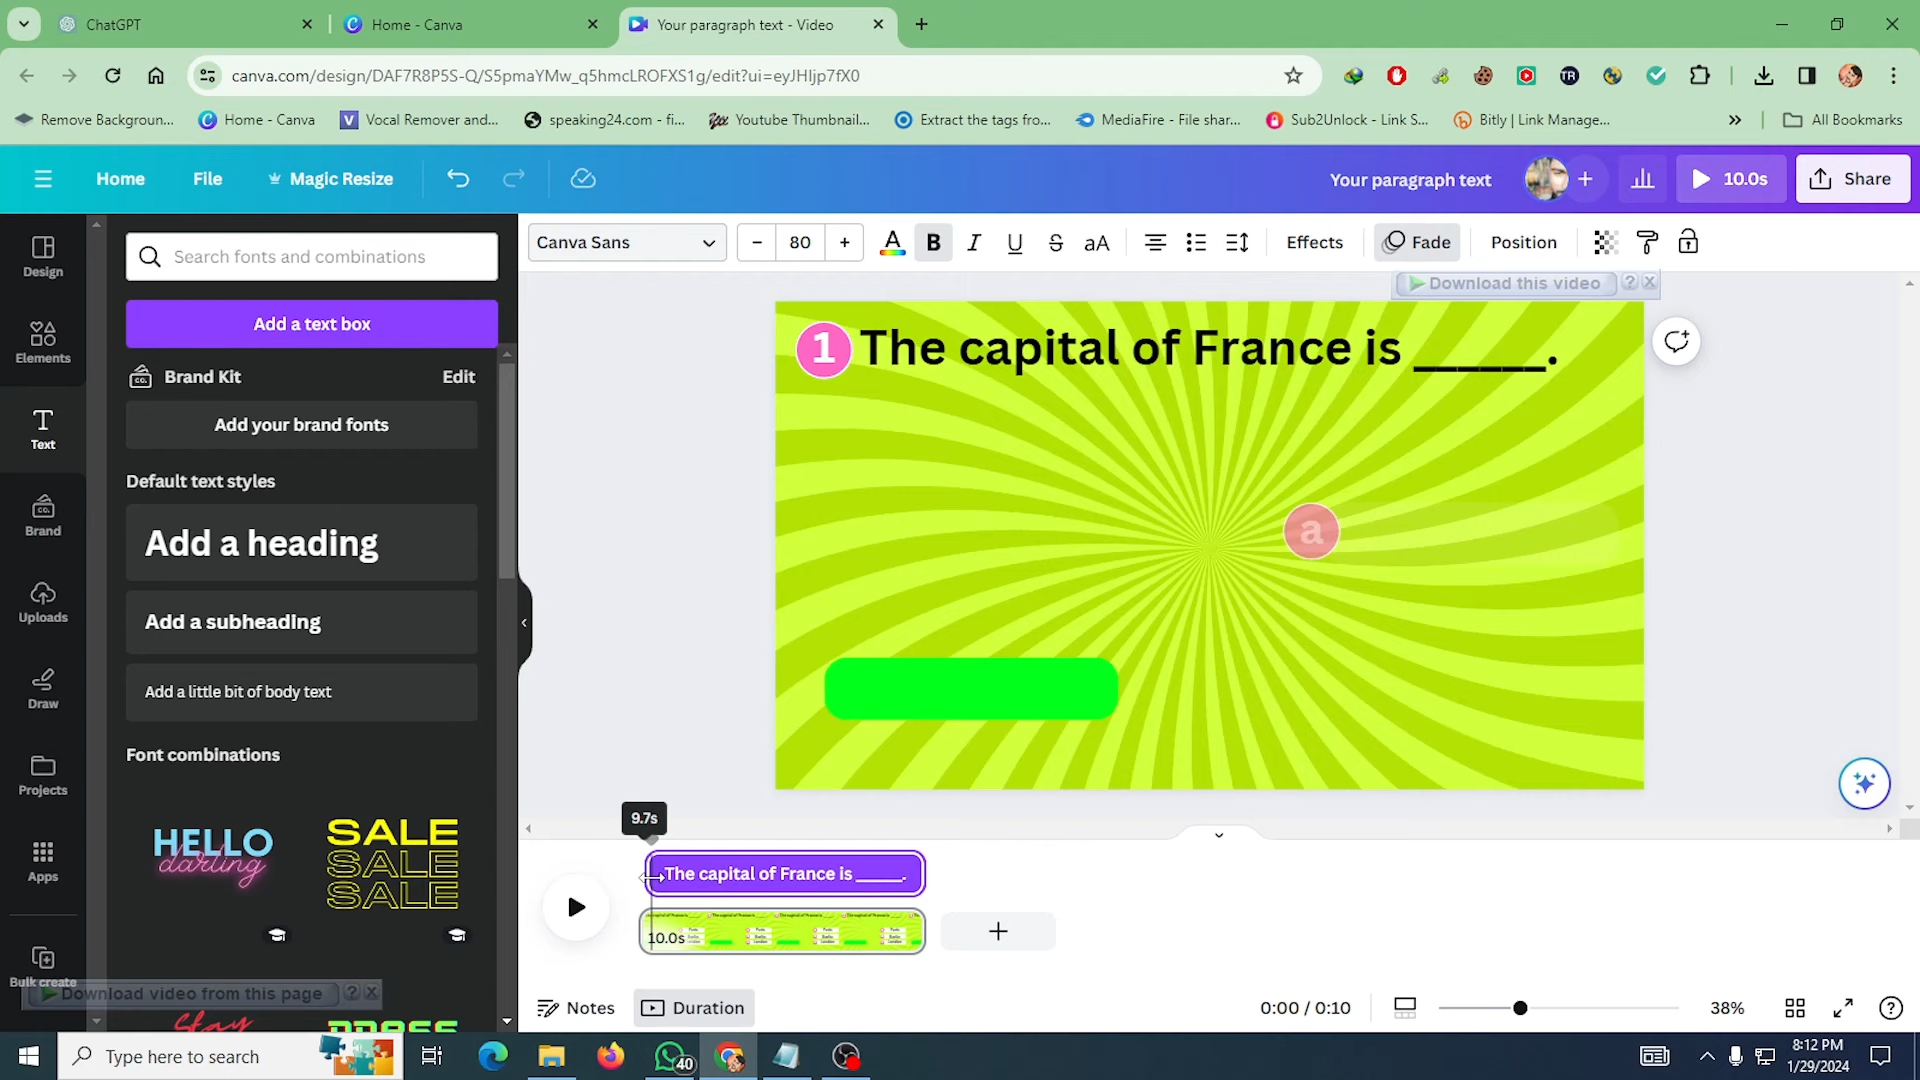 ChatGPT
Home - Canva
Your paragraph text - Video
canva.com/design/DAF7R8P5S-Q/S5pmaYMw_q5hmcLROFXS1g/edit?ui=eyJHIjp7fX0
Remove Backgroun...
Home - Canva
Vocal Remover and...
speaking24.com - fi...
Youtube Thumbnail...
Extract the tags fro...
MediaFire - File shar...
Sub2Unlock - Link S...
Bitly | Link Manage...
All Bookmarks
Home
File
Magic Resize
Your paragraph text
10.0s
Share
Search fonts and combinations
Canva Sans
80
A
B
I
U
S
aA
Effects
Fade
Position
Download this video
Add a text box
Brand Kit
Edit
Add your brand fonts
Default text styles
Add a heading
Add a subheading
Add a little bit of body text
Font combinations
HELLO
darling
SALE
SALE
SALE
Stay
Design
Elements
Text
Brand
Uploads
Draw
Projects
Apps
Bulk create
Download video from this page
1 The capital of France is ______.
a
9.7s
The capital of France is _____.
10.0s
Notes
Duration
0:00 / 0:10
38%
Type here to search
40
8:12 PM
1/29/2024